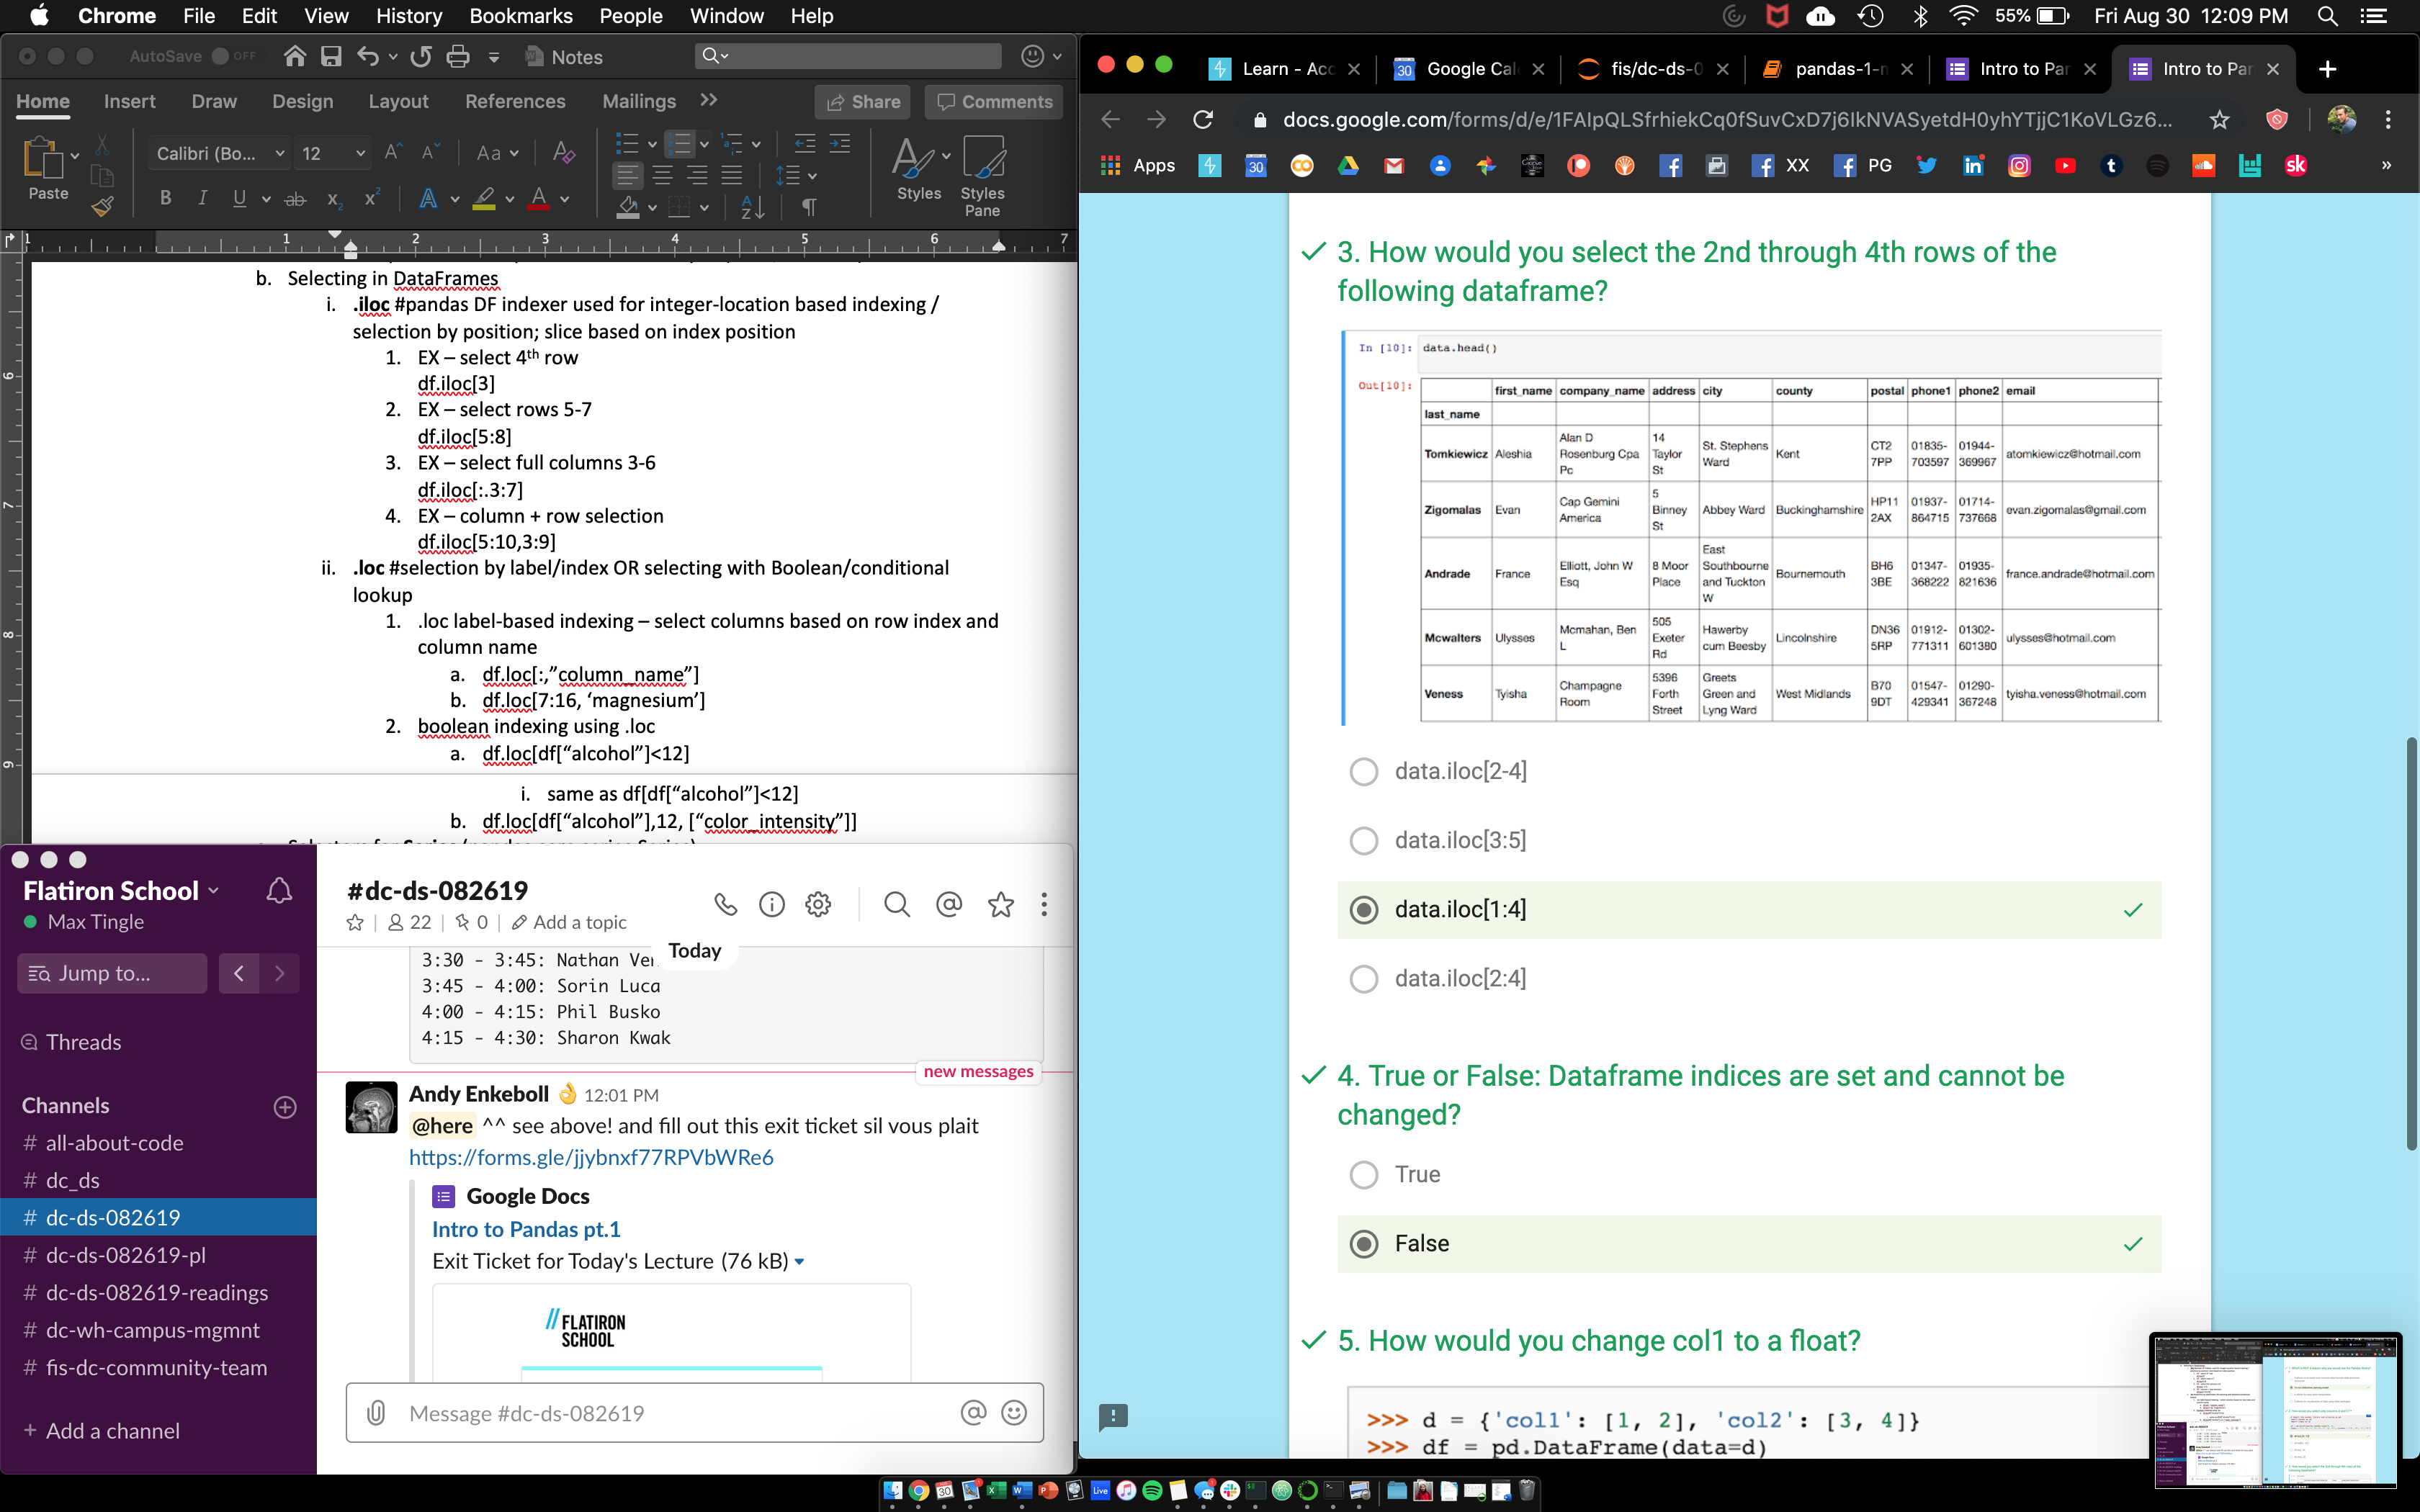 Chrome File Edit View History Bookmarks People Window Help
55% Fri Aug 30 12:09 PM
AutoSave OFF Notes
Home Insert Draw Design Layout References Mailings >> Share Comments
Paste Calibri (Bo... 12 Styles Styles Pane
b. Selecting in DataFrames
i. .iloc #pandas DF indexer used for integer-location based indexing /
selection by position; slice based on index position
1. EX – select 4th row
df.iloc[3]
2. EX – select rows 5-7
df.iloc[5:8]
3. EX – select full columns 3-6
df.iloc[:.3:7]
4. EX – column + row selection
df.iloc[5:10,3:9]
ii. .loc #selection by label/index OR selecting with Boolean/conditional
lookup
1. .loc label-based indexing – select columns based on row index and
column name
a. df.loc[:,”column_name”]
b. df.loc[7:16, ‘magnesium’]
2. boolean indexing using .loc
a. df.loc[df[“alcohol”]<12]
i. same as df[df[“alcohol”]<12]
b. df.loc[df[“alcohol”],12, [“color_intensity”]]
Flatiron School
Max Tingle
Jump to...
Threads
Channels
# all-about-code
# dc_ds
# dc-ds-082619
# dc-ds-082619-pl
# dc-ds-082619-readings
# dc-wh-campus-mgmnt
# fis-dc-community-team
+ Add a channel
#dc-ds-082619
22 | 0 | Add a topic
Today
3:30 - 3:45: Nathan
3:45 - 4:00: Sorin Luca
4:00 - 4:15: Phil Busko
4:15 - 4:30: Sharon Kwak
new messages
Andy Enkeboll 12:01 PM
@here ^^ see above! and fill out this exit ticket sil vous plait
https://forms.gle/jjybnxf77RPVbWRe6
Google Docs
Intro to Pandas pt.1
Exit Ticket for Today's Lecture (76 kB)
// FLATIRON
SCHOOL
Message #dc-ds-082619
Learn - Acc Google Cal fis/dc-ds-0 pandas-1-n Intro to Par Intro to Par
docs.google.com/forms/d/e/1FAIpQLSfrhiekCq0fSuvCxD7j6IkNVASyetdH0yhYTjjC1KoVLGz6...
Apps XX PG
3. How would you select the 2nd through 4th rows of the
following dataframe?
In [10]: data.head()
Out[10]:
first_name company_name address city county postal phone1 phone2 email
last_name
Tomkiewicz Aleshia Alan D Rosenburg Cpa Pc 14 Taylor St St. Stephens Ward Kent CT2 7PP 01835-703597 01944-369967 atomkiewicz@hotmail.com
Zigomalas Evan Cap Gemini America 5 Binney St Abbey Ward Buckinghamshire HP11 2AX 01937-864715 01714-737668 evan.zigomalas@gmail.com
Andrade France Elliott, John W Esq 8 Moor Place East Southbourne and Tuckton W Bournemouth BH6 3BE 01347-368222 01935-821636 france.andrade@hotmail.com
Mcwalters Ulysses Mcmahan, Ben L 505 Exeter Rd Hawerby cum Beesby Lincolnshire DN36 5RP 01912-771311 01302-601380 ulysses@hotmail.com
Veness Tyisha Champagne Room 5396 Forth Street Greets Green and Lyng Ward West Midlands B70 9DT 01547-429341 01290-367248 tyisha.veness@hotmail.com
data.iloc[2-4]
data.iloc[3:5]
data.iloc[1:4]
data.iloc[2:4]
4. True or False: Dataframe indices are set and cannot be
changed?
True
False
5. How would you change col1 to a float?
>>> d = {'col1': [1, 2], 'col2': [3, 4]}
>>> df = pd.DataFrame(data=d)